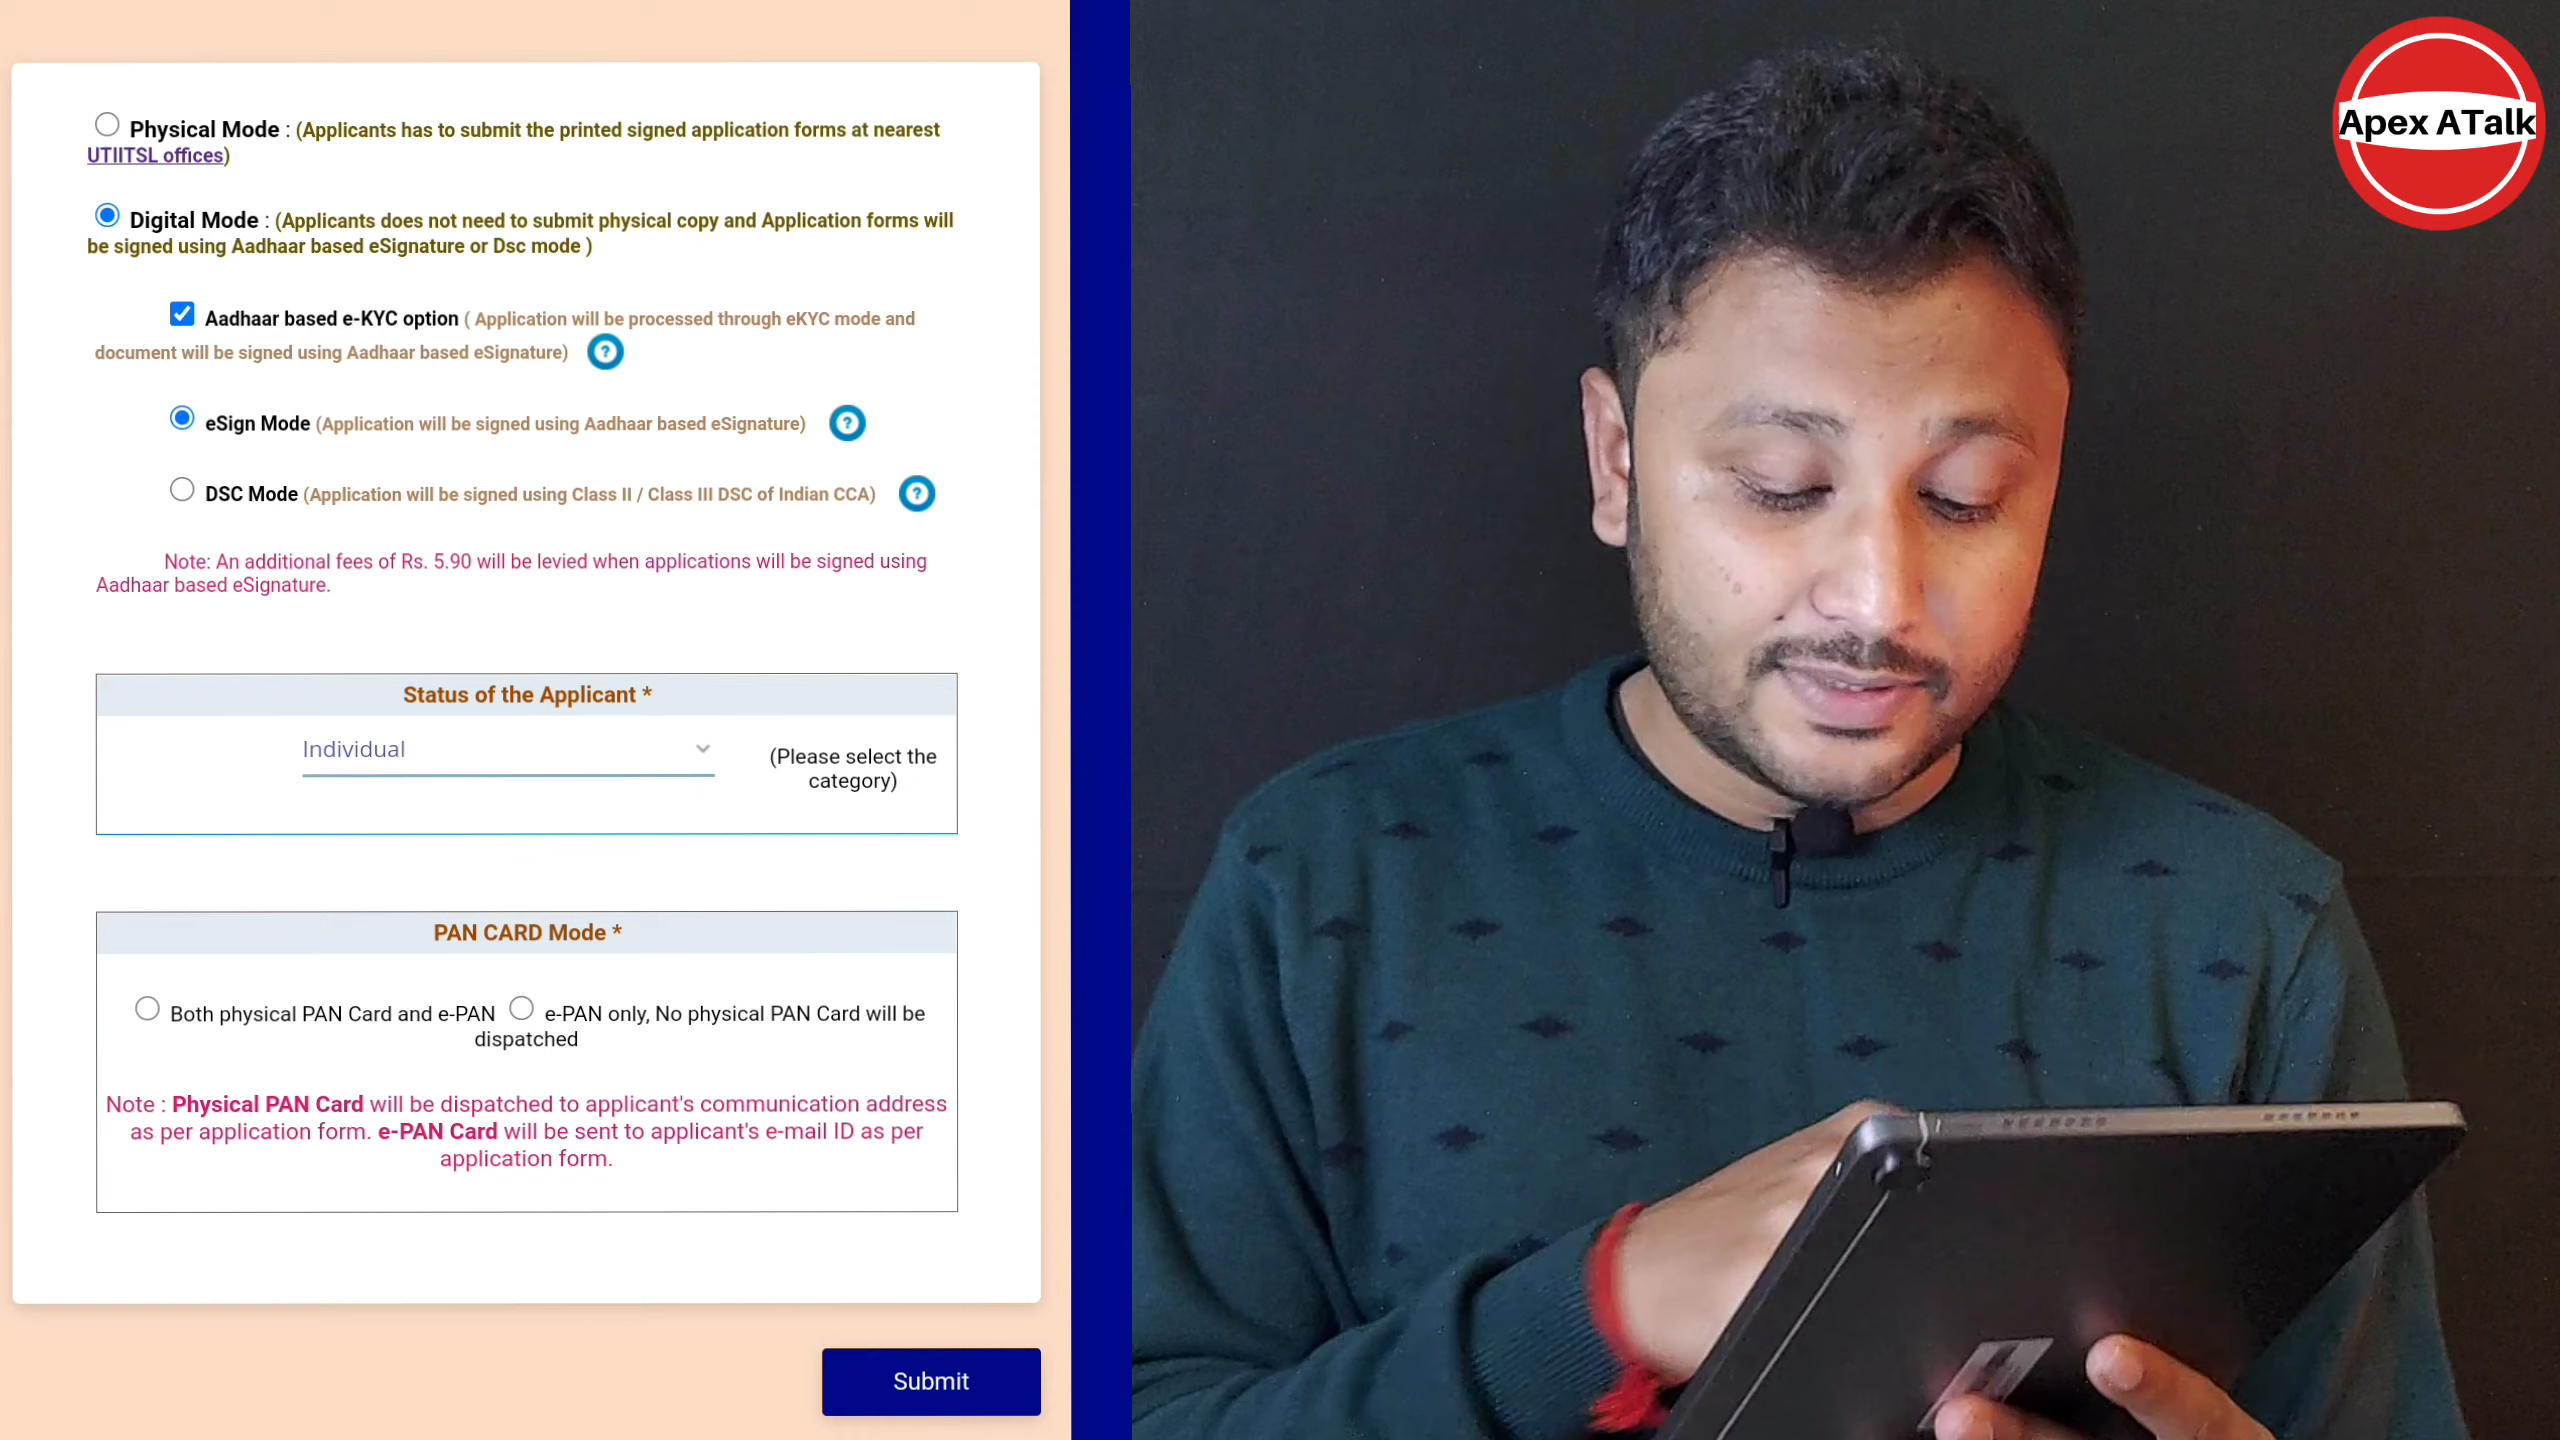 Physical Mode : (Applicants has to submit the printed signed application forms at nearest
UTIITSL offices)
Digital Mode : (Applicants does not need to submit physical copy and Application forms will
be signed using Aadhaar based eSignature or Dsc mode )
Aadhaar based e-KYC option ( Application will be processed through eKYC mode and
document will be signed using Aadhaar based eSignature) ?
eSign Mode (Application will be signed using Aadhaar based eSignature) ?
DSC Mode (Application will be signed using Class II / Class III DSC of Indian CCA) ?
Note: An additional fees of Rs. 5.90 will be levied when applications will be signed using
Aadhaar based eSignature.
Status of the Applicant *
Individual
(Please select the
category)
PAN CARD Mode *
Both physical PAN Card and e-PAN e-PAN only, No physical PAN Card will be
dispatched
Note : Physical PAN Card will be dispatched to applicant's communication address
as per application form. e-PAN Card will be sent to applicant's e-mail ID as per
application form.
Submit
Apex ATalk